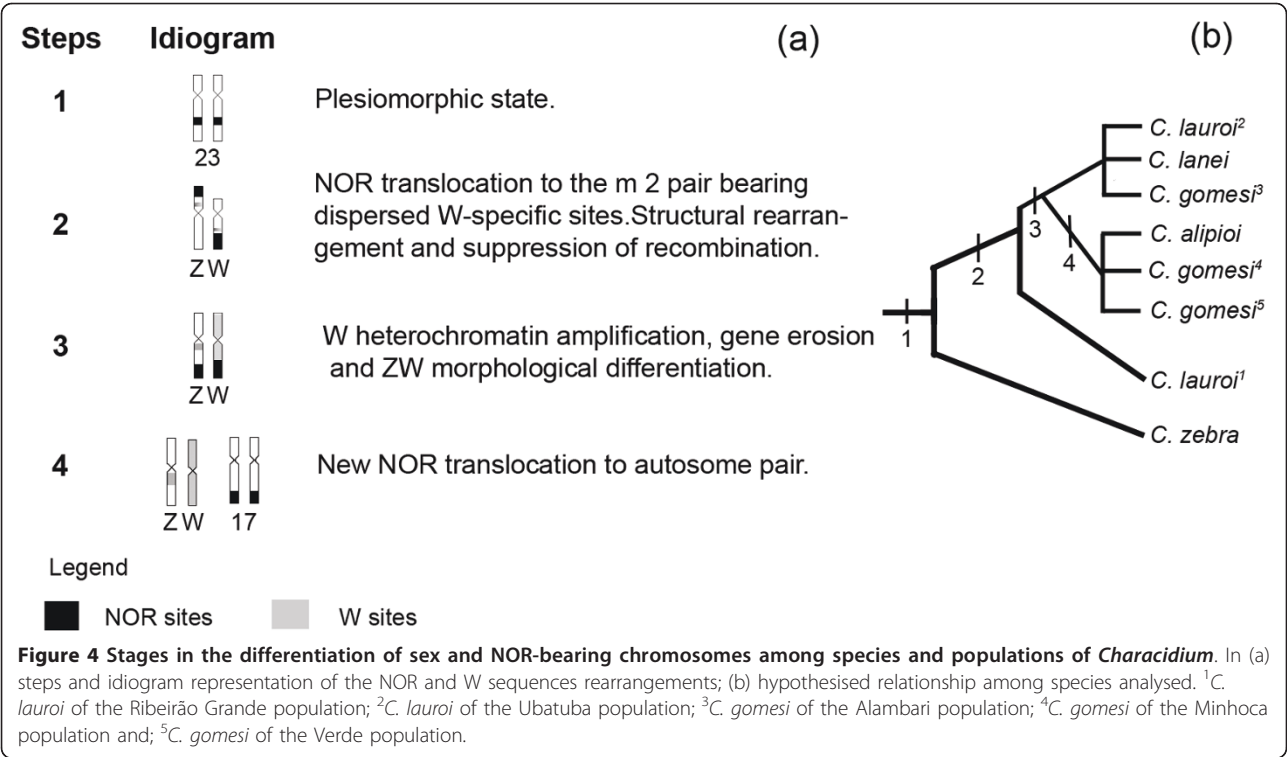 Steps Idiogram (a) (b)
1 Plesiomorphic state.
23
2 NOR translocation to the m 2 pair bearing
dispersed W-specific sites.Structural rearran-
gement and suppression of recombination.
Z W
3 W heterochromatin amplification, gene erosion
and ZW morphological differentiation.
Z W
4 New NOR translocation to autosome pair.
Z W 17
Legend
NOR sites W sites
C. lauroi²
C. lanei
C. gomesi³
C. alipioi
C. gomesi⁴
C. gomesi⁵
C. lauroi¹
C. zebra
1
2
3
4
Figure 4 Stages in the differentiation of sex and NOR-bearing chromosomes among species and populations of Characidium. In (a)
steps and idiogram representation of the NOR and W sequences rearrangements; (b) hypothesised relationship among species analysed. ¹C.
lauroi of the Ribeirão Grande population; ²C. lauroi of the Ubatuba population; ³C. gomesi of the Alambari population; ⁴C. gomesi of the Minhoca
population and; ⁵C. gomesi of the Verde population.